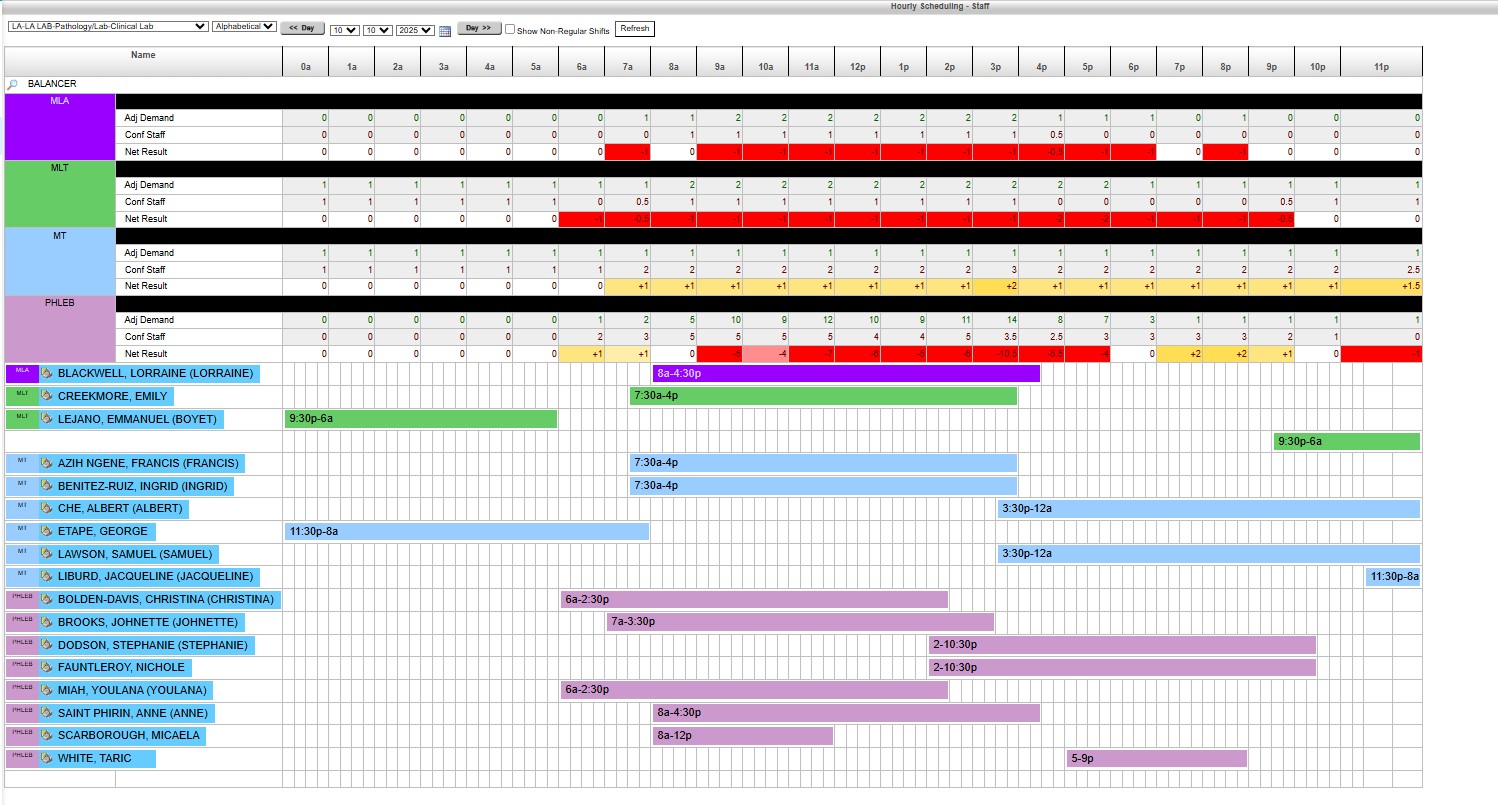 Hourly Scheduling - Staff
LA-LA LAB-Pathology/Lab-Clinical Lab Alphabetical << Day 10 10 2025 Day >> Show Non-Regular Shifts Refresh
Name 0a 1a 2a 3a 4a 5a 6a 7a 8a 9a 10a 11a 12p 1p 2p 3p 4p 5p 6p 7p 8p 9p 10p 11p
BALANCER
MLA
Adj Demand 0 0 0 0 0 0 0 1 1 2 2 2 2 2 2 2 1 1 1 0 1 0 0 0
Conf Staff 0 0 0 0 0 0 0 0 1 1 1 1 1 1 1 1 0.5 0 0 0 0 0 0 0
Net Result 0 0 0 0 0 0 0 -1 0 -1 -1 -1 -1 -1 -1 -1 -0.5 -1 -1 0 -1 0 0 0
MLT
Adj Demand 1 1 1 1 1 1 1 1 2 2 2 2 2 2 2 2 2 2 1 1 1 1 1 1
Conf Staff 1 1 1 1 1 1 0 0.5 1 1 1 1 1 1 1 1 0 0 0 0 0 0.5 1 1
Net Result 0 0 0 0 0 0 -1 -0.5 -1 -1 -1 -1 -1 -1 -1 -1 -2 -2 -1 -1 -1 -0.5 0 0
MT
Adj Demand 1 1 1 1 1 1 1 1 1 1 1 1 1 1 1 1 1 1 1 1 1 1 1 1
Conf Staff 1 1 1 1 1 1 1 2 2 2 2 2 2 2 2 3 2 2 2 2 2 2 2 2.5
Net Result 0 0 0 0 0 0 0 +1 +1 +1 +1 +1 +1 +1 +1 +2 +1 +1 +1 +1 +1 +1 +1 +1.5
PHLEB
Adj Demand 0 0 0 0 0 0 1 2 5 10 9 12 10 9 11 14 8 7 3 1 1 1 1 1
Conf Staff 0 0 0 0 0 0 2 3 5 5 5 5 4 4 5 3.5 2.5 3 3 3 3 2 1 0
Net Result 0 0 0 0 0 0 +1 +1 0 -5 -4 -7 -6 -5 -6 -10.5 -5.5 -4 0 +2 +2 +1 0 -1
MLA BLACKWELL, LORRAINE (LORRAINE) 8a-4:30p
MLT CREEKMORE, EMILY 7:30a-4p
MLT LEJANO, EMMANUEL (BOYET) 9:30p-6a
9:30p-6a
MT AZIH NGENE, FRANCIS (FRANCIS) 7:30a-4p
MT BENITEZ-RUIZ, INGRID (INGRID) 7:30a-4p
MT CHE, ALBERT (ALBERT) 3:30p-12a
MT ETAPE, GEORGE 11:30p-8a
MT LAWSON, SAMUEL (SAMUEL) 3:30p-12a
MT LIBURD, JACQUELINE (JACQUELINE) 11:30p-8a
PHLEB BOLDEN-DAVIS, CHRISTINA (CHRISTINA) 6a-2:30p
PHLEB BROOKS, JOHNETTE (JOHNETTE) 7a-3:30p
PHLEB DODSON, STEPHANIE (STEPHANIE) 2-10:30p
PHLEB FAUNTLEROY, NICHOLE 2-10:30p
PHLEB MIAH, YOULANA (YOULANA) 6a-2:30p
PHLEB SAINT PHIRIN, ANNE (ANNE) 8a-4:30p
PHLEB SCARBOROUGH, MICAELA 8a-12p
PHLEB WHITE, TARIC 5-9p